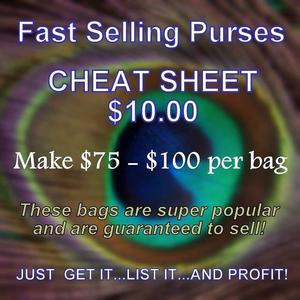 Fast Selling Purses
CHEAT SHEET
$10.00
Make $75 – $100 per bag
These bags are super popular
and are guaranteed to sell!
JUST  GET IT...LIST IT...AND PROFIT!